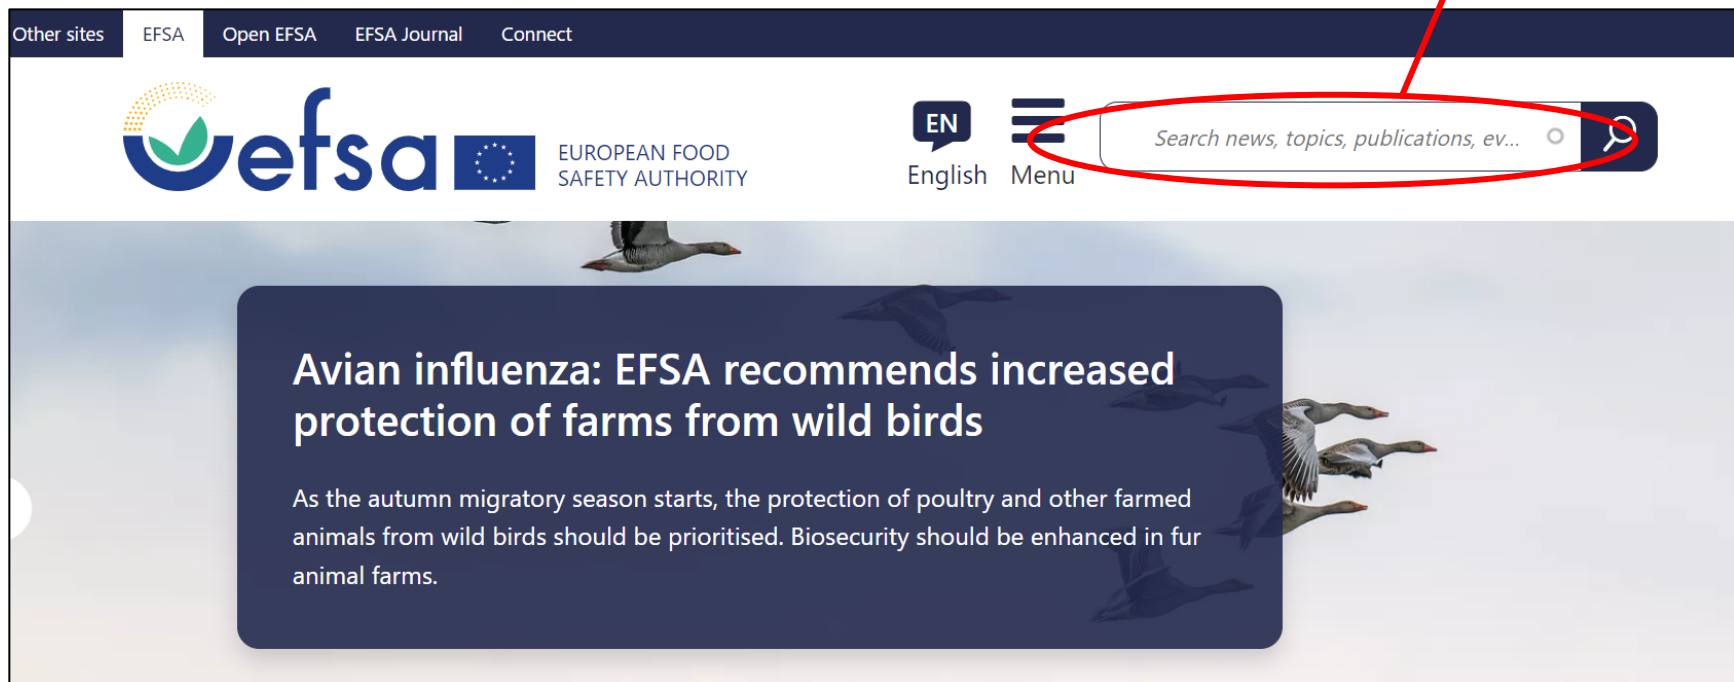 Other sites EFSA Open EFSA EFSA Journal Connect
efsa
EUROPEAN FOOD
SAFETY AUTHORITY
EN
English
Menu
Search news, topics, publications, ev...
Avian influenza: EFSA recommends increased
protection of farms from wild birds
As the autumn migratory season starts, the protection of poultry and other farmed
animals from wild birds should be prioritised. Biosecurity should be enhanced in fur
animal farms.